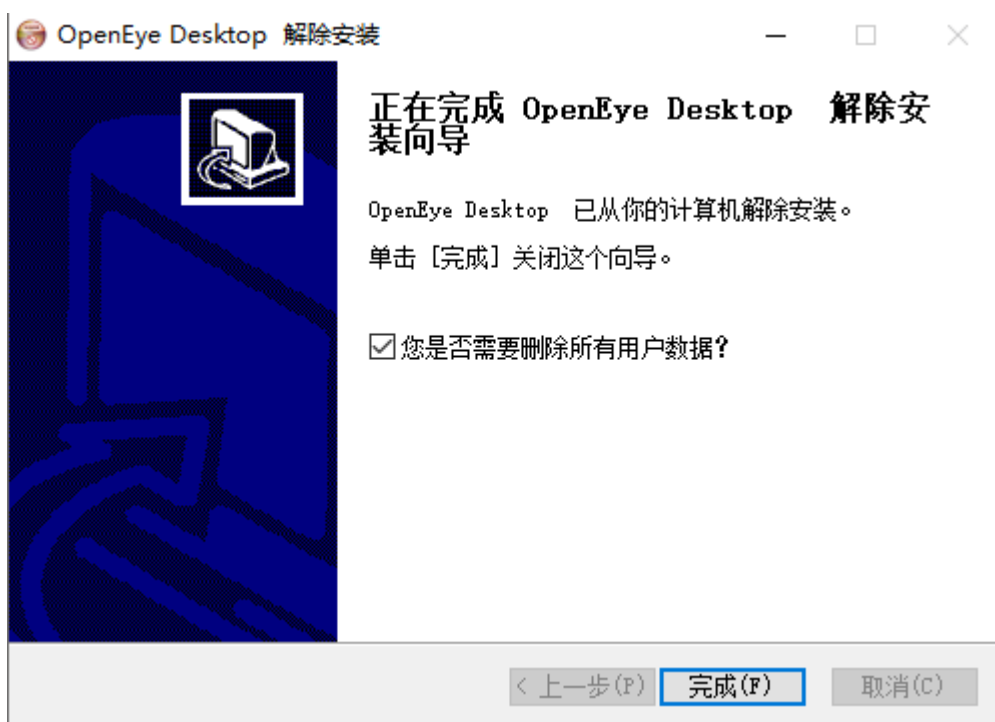 OpenEye Desktop 解除安装
正在完成 OpenEye Desktop 解除安
装向导
OpenEye Desktop 已从你的计算机解除安装。
单击 [完成] 关闭这个向导。
您是否需要删除所有用户数据?
< 上一步(P) 完成(F) 取消(C)